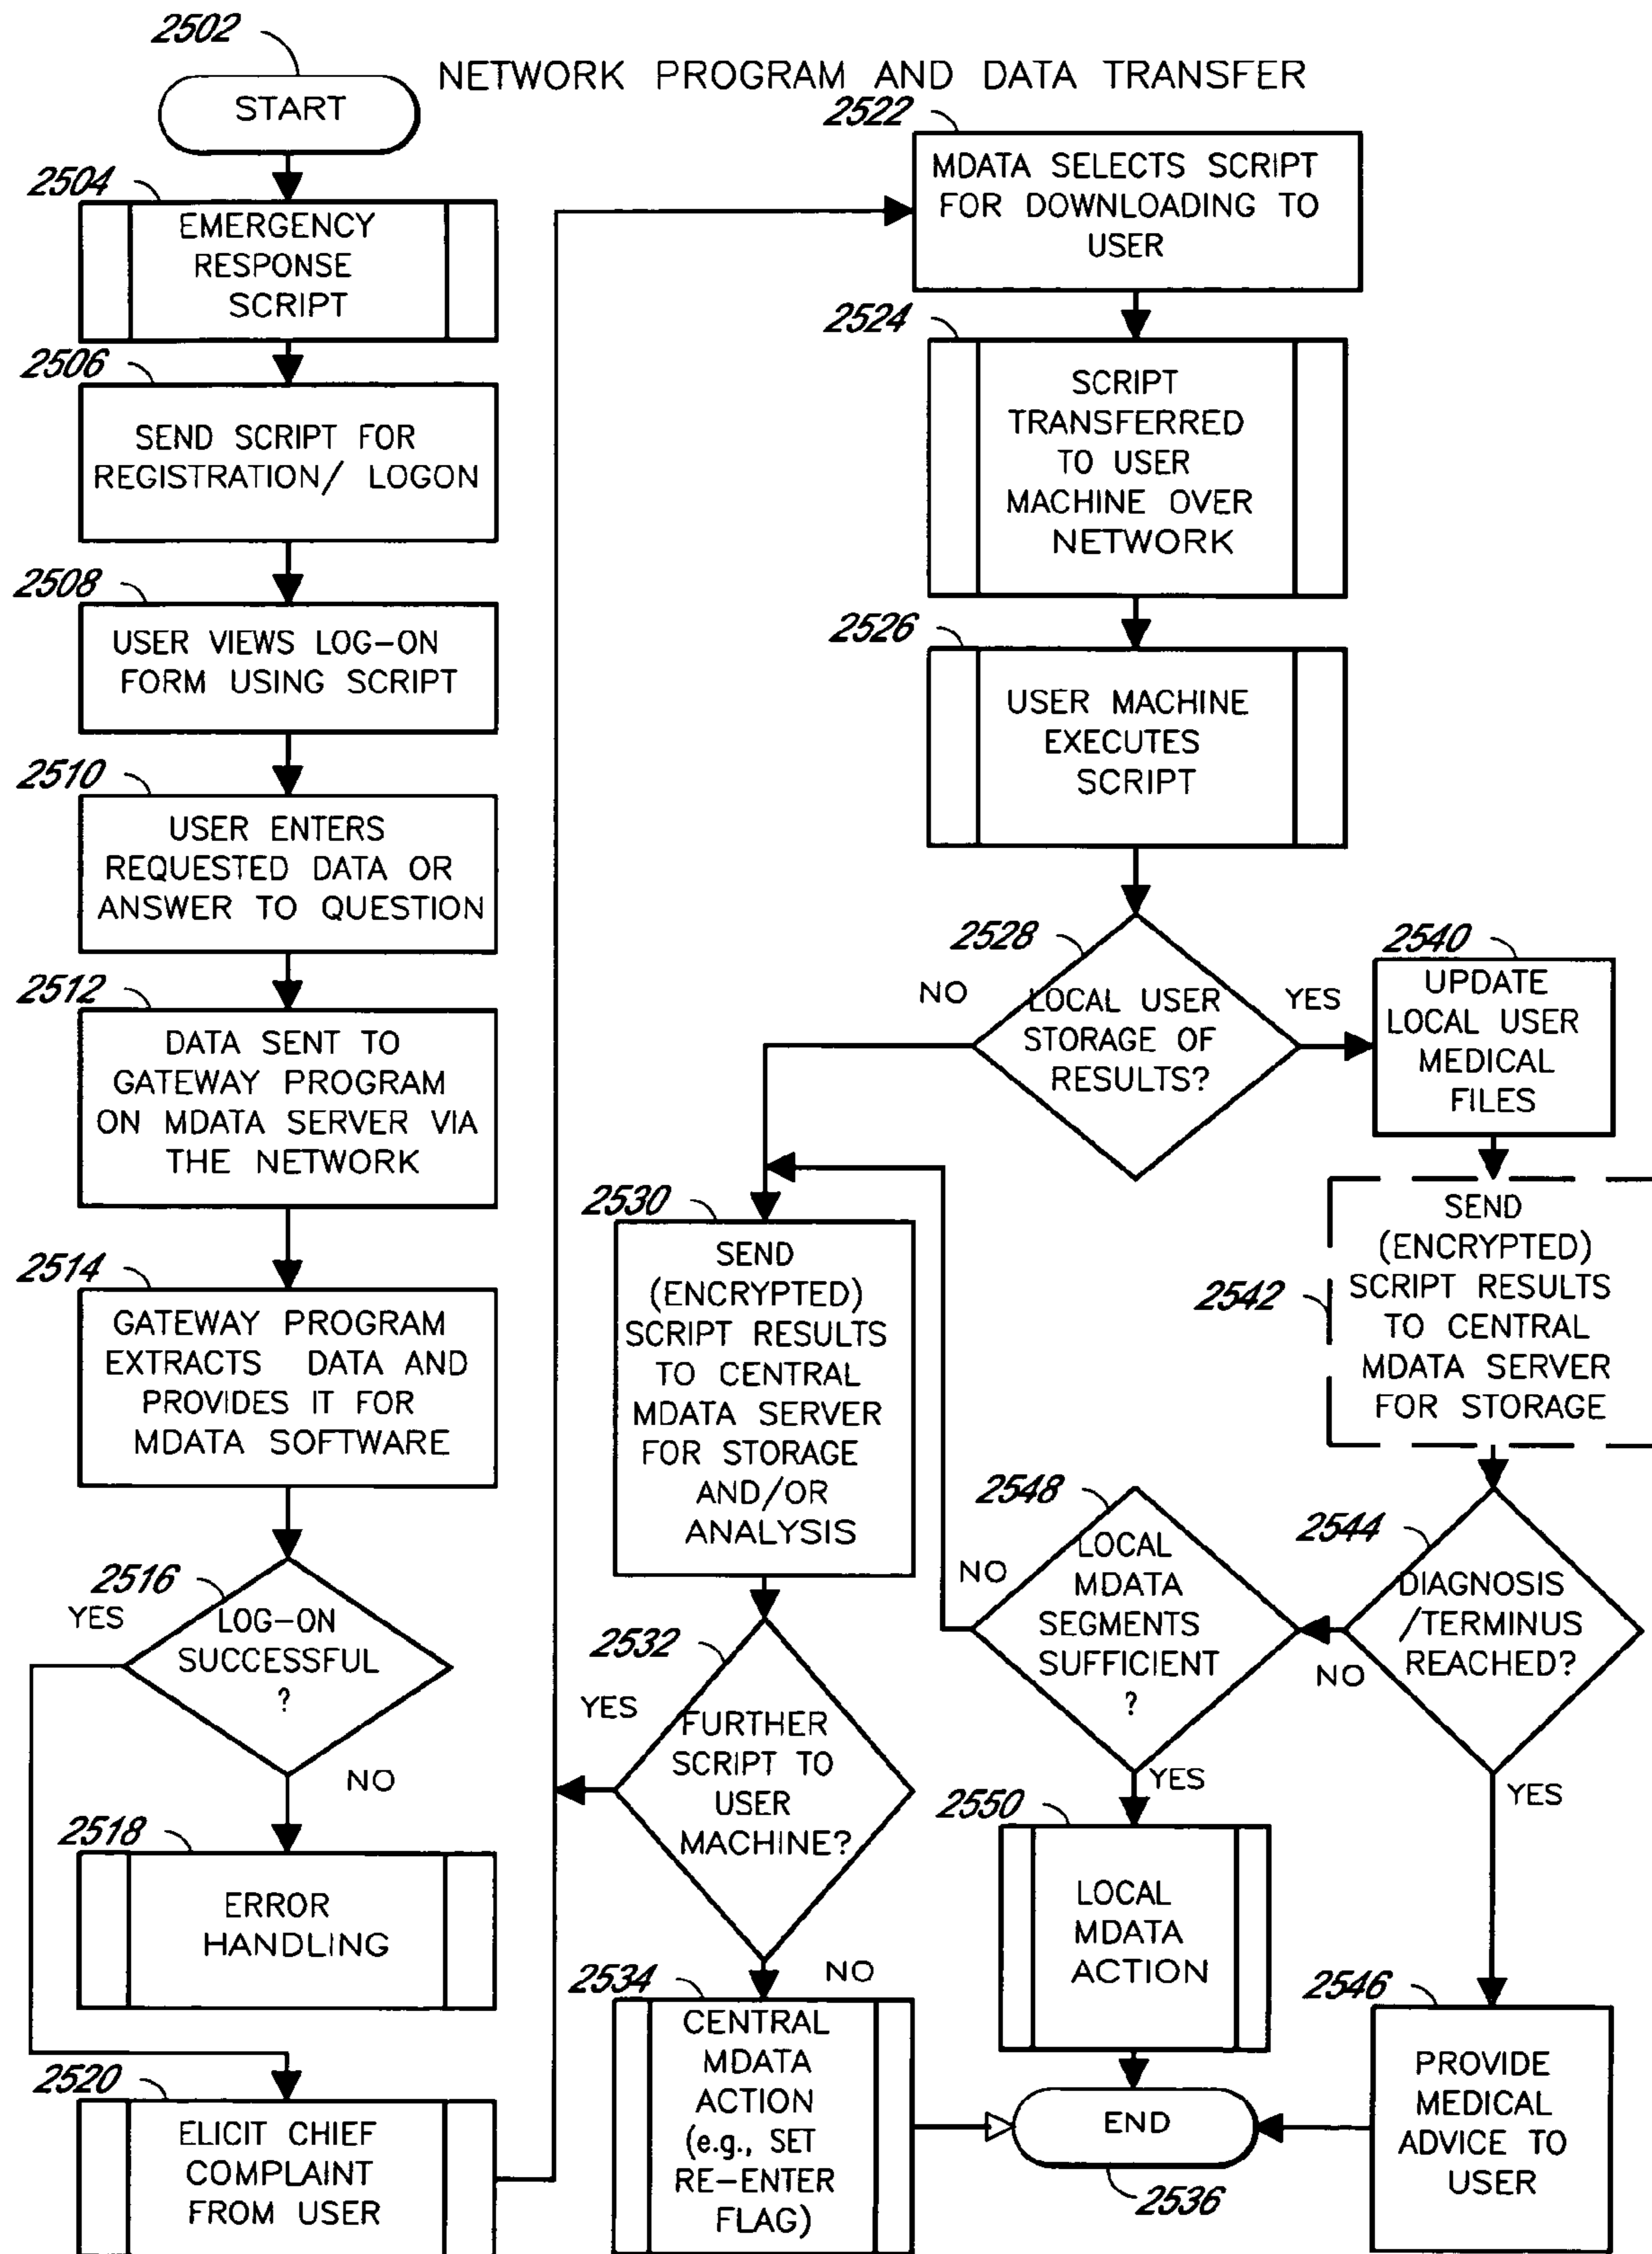 NETWORK PROGRAM AND DATA TRANSFER
2502
START
2504
EMERGENCY
RESPONSE
SCRIPT
2506
SEND SCRIPT FOR
REGISTRATION/ LOGON
2508
USER VIEWS LOG-ON
FORM USING SCRIPT
2510
USER ENTERS
REQUESTED DATA OR
ANSWER TO QUESTION
2512
DATA SENT TO
GATEWAY PROGRAM
ON MDATA SERVER VIA
THE NETWORK
2514
GATEWAY PROGRAM
EXTRACTS DATA AND
PROVIDES IT FOR
MDATA SOFTWARE
2516
YES
LOG-ON
SUCCESSFUL
?
NO
2518
ERROR
HANDLING
2520
ELICIT CHIEF
COMPLAINT
FROM USER
2522
MDATA SELECTS SCRIPT
FOR DOWNLOADING TO
USER
2524
SCRIPT
TRANSFERRED
TO USER
MACHINE OVER
NETWORK
2526
USER MACHINE
EXECUTES
SCRIPT
2528
NO
LOCAL USER
STORAGE OF
RESULTS?
YES
2530
SEND
(ENCRYPTED)
SCRIPT RESULTS
TO CENTRAL
MDATA SERVER
FOR STORAGE
AND/OR
ANALYSIS
2532
YES
FURTHER
SCRIPT TO
USER
MACHINE?
NO
2534
CENTRAL
MDATA
ACTION
(e.g., SET
RE-ENTER
FLAG)
2540
UPDATE
LOCAL USER
MEDICAL
FILES
2542
SEND
(ENCRYPTED)
SCRIPT RESULTS
TO CENTRAL
MDATA SERVER
FOR STORAGE
2544
DIAGNOSIS
/TERMINUS
REACHED?
NO
YES
2548
NO
LOCAL
MDATA
SEGMENTS
SUFFICIENT
?
YES
2550
LOCAL
MDATA
ACTION
2546
PROVIDE
MEDICAL
ADVICE TO
USER
END
2536